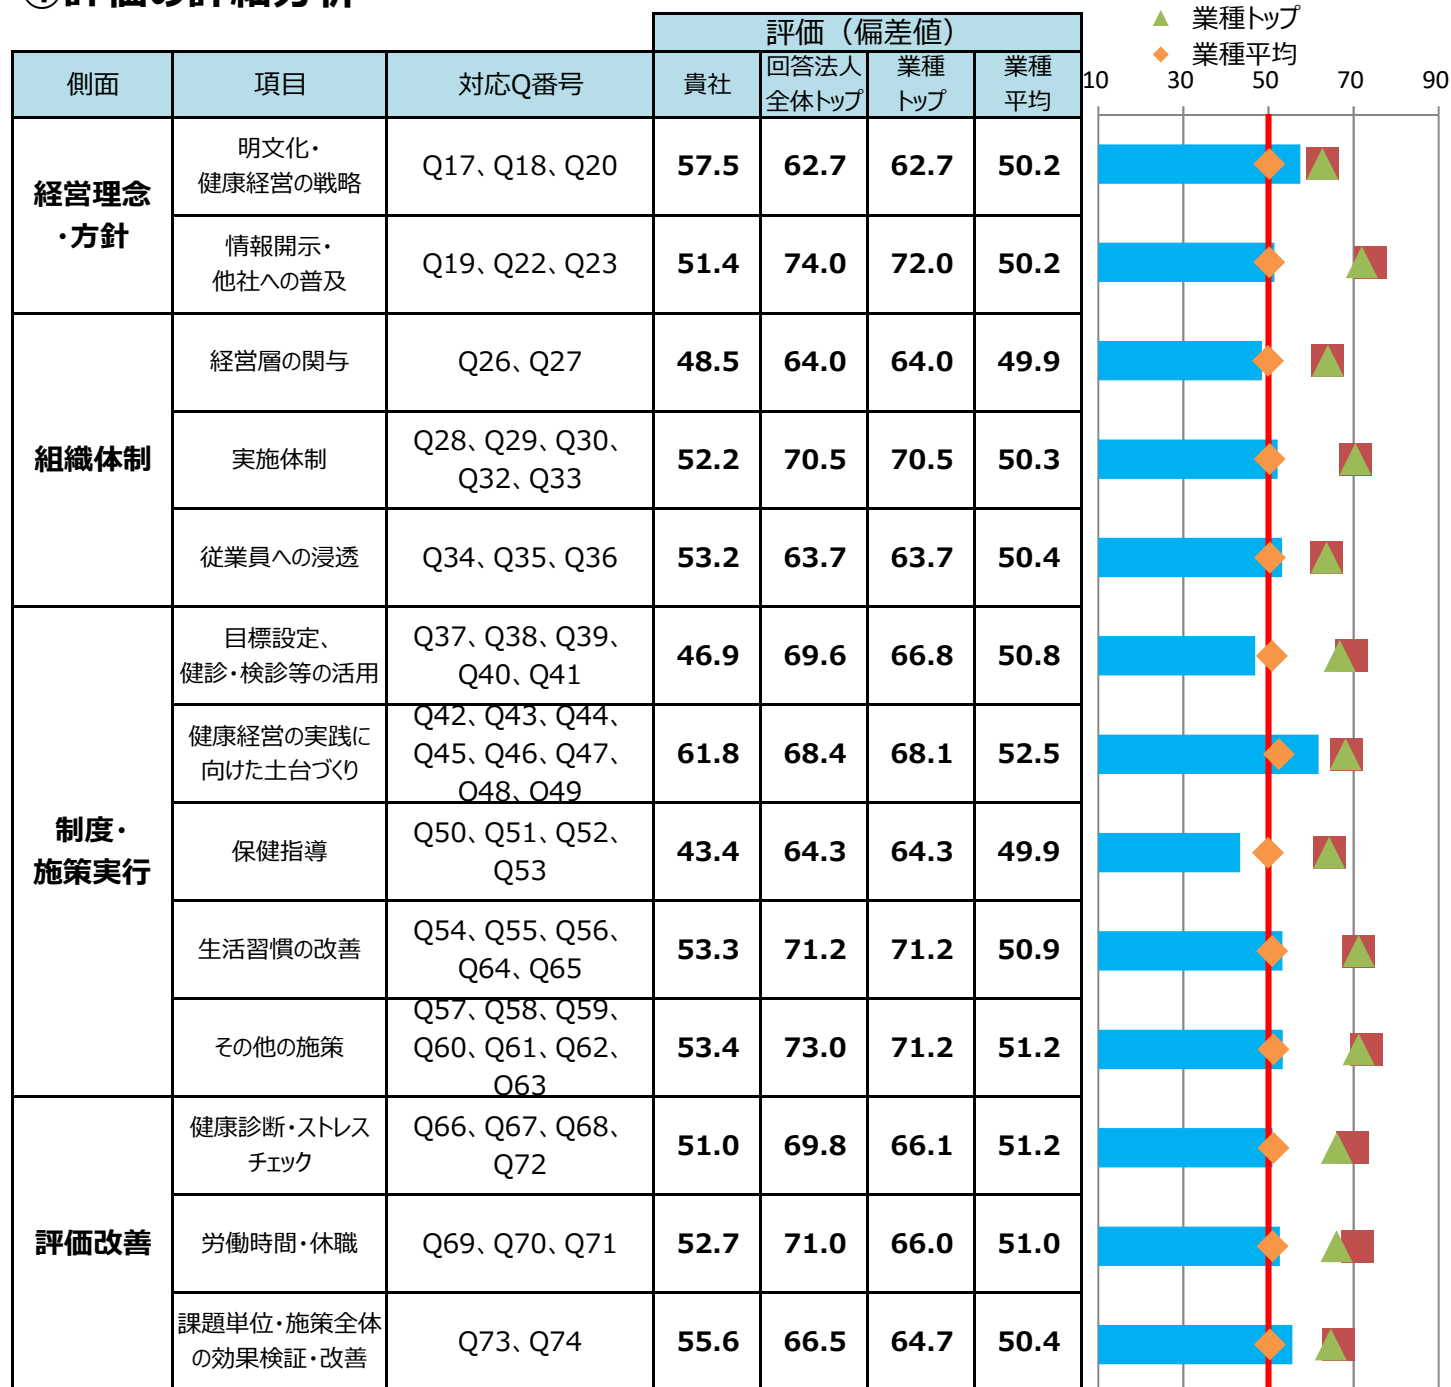 ①評価の詳細分析
評価（偏差値）
側面 項目 対応Q番号 貴社 回答法人全体トップ 業種トップ 業種平均
▲ 業種トップ
◆ 業種平均
10 30 50 70 90
経営理念・方針
明文化・
健康経営の戦略
Q17、Q18、Q20
57.5 62.7 62.7 50.2
情報開示・
他社への普及
Q19、Q22、Q23
51.4 74.0 72.0 50.2
組織体制
経営層の関与
Q26、Q27
48.5 64.0 64.0 49.9
実施体制
Q28、Q29、Q30、
Q32、Q33
52.2 70.5 70.5 50.3
従業員への浸透
Q34、Q35、Q36
53.2 63.7 63.7 50.4
制度・
施策実行
目標設定、
健診・検診等の活用
Q37、Q38、Q39、
Q40、Q41
46.9 69.6 66.8 50.8
健康経営の実践に
向けた土台づくり
Q42、Q43、Q44、
Q45、Q46、Q47、
Q48、Q49
61.8 68.4 68.1 52.5
保健指導
Q50、Q51、Q52、
Q53
43.4 64.3 64.3 49.9
生活習慣の改善
Q54、Q55、Q56、
Q64、Q65
53.3 71.2 71.2 50.9
その他の施策
Q57、Q58、Q59、
Q60、Q61、Q62、
Q63
53.4 73.0 71.2 51.2
評価改善
健康診断・ストレス
チェック
Q66、Q67、Q68、
Q72
51.0 69.8 66.1 51.2
労働時間・休職
Q69、Q70、Q71
52.7 71.0 66.0 51.0
課題単位・施策全体
の効果検証・改善
Q73、Q74
55.6 66.5 64.7 50.4